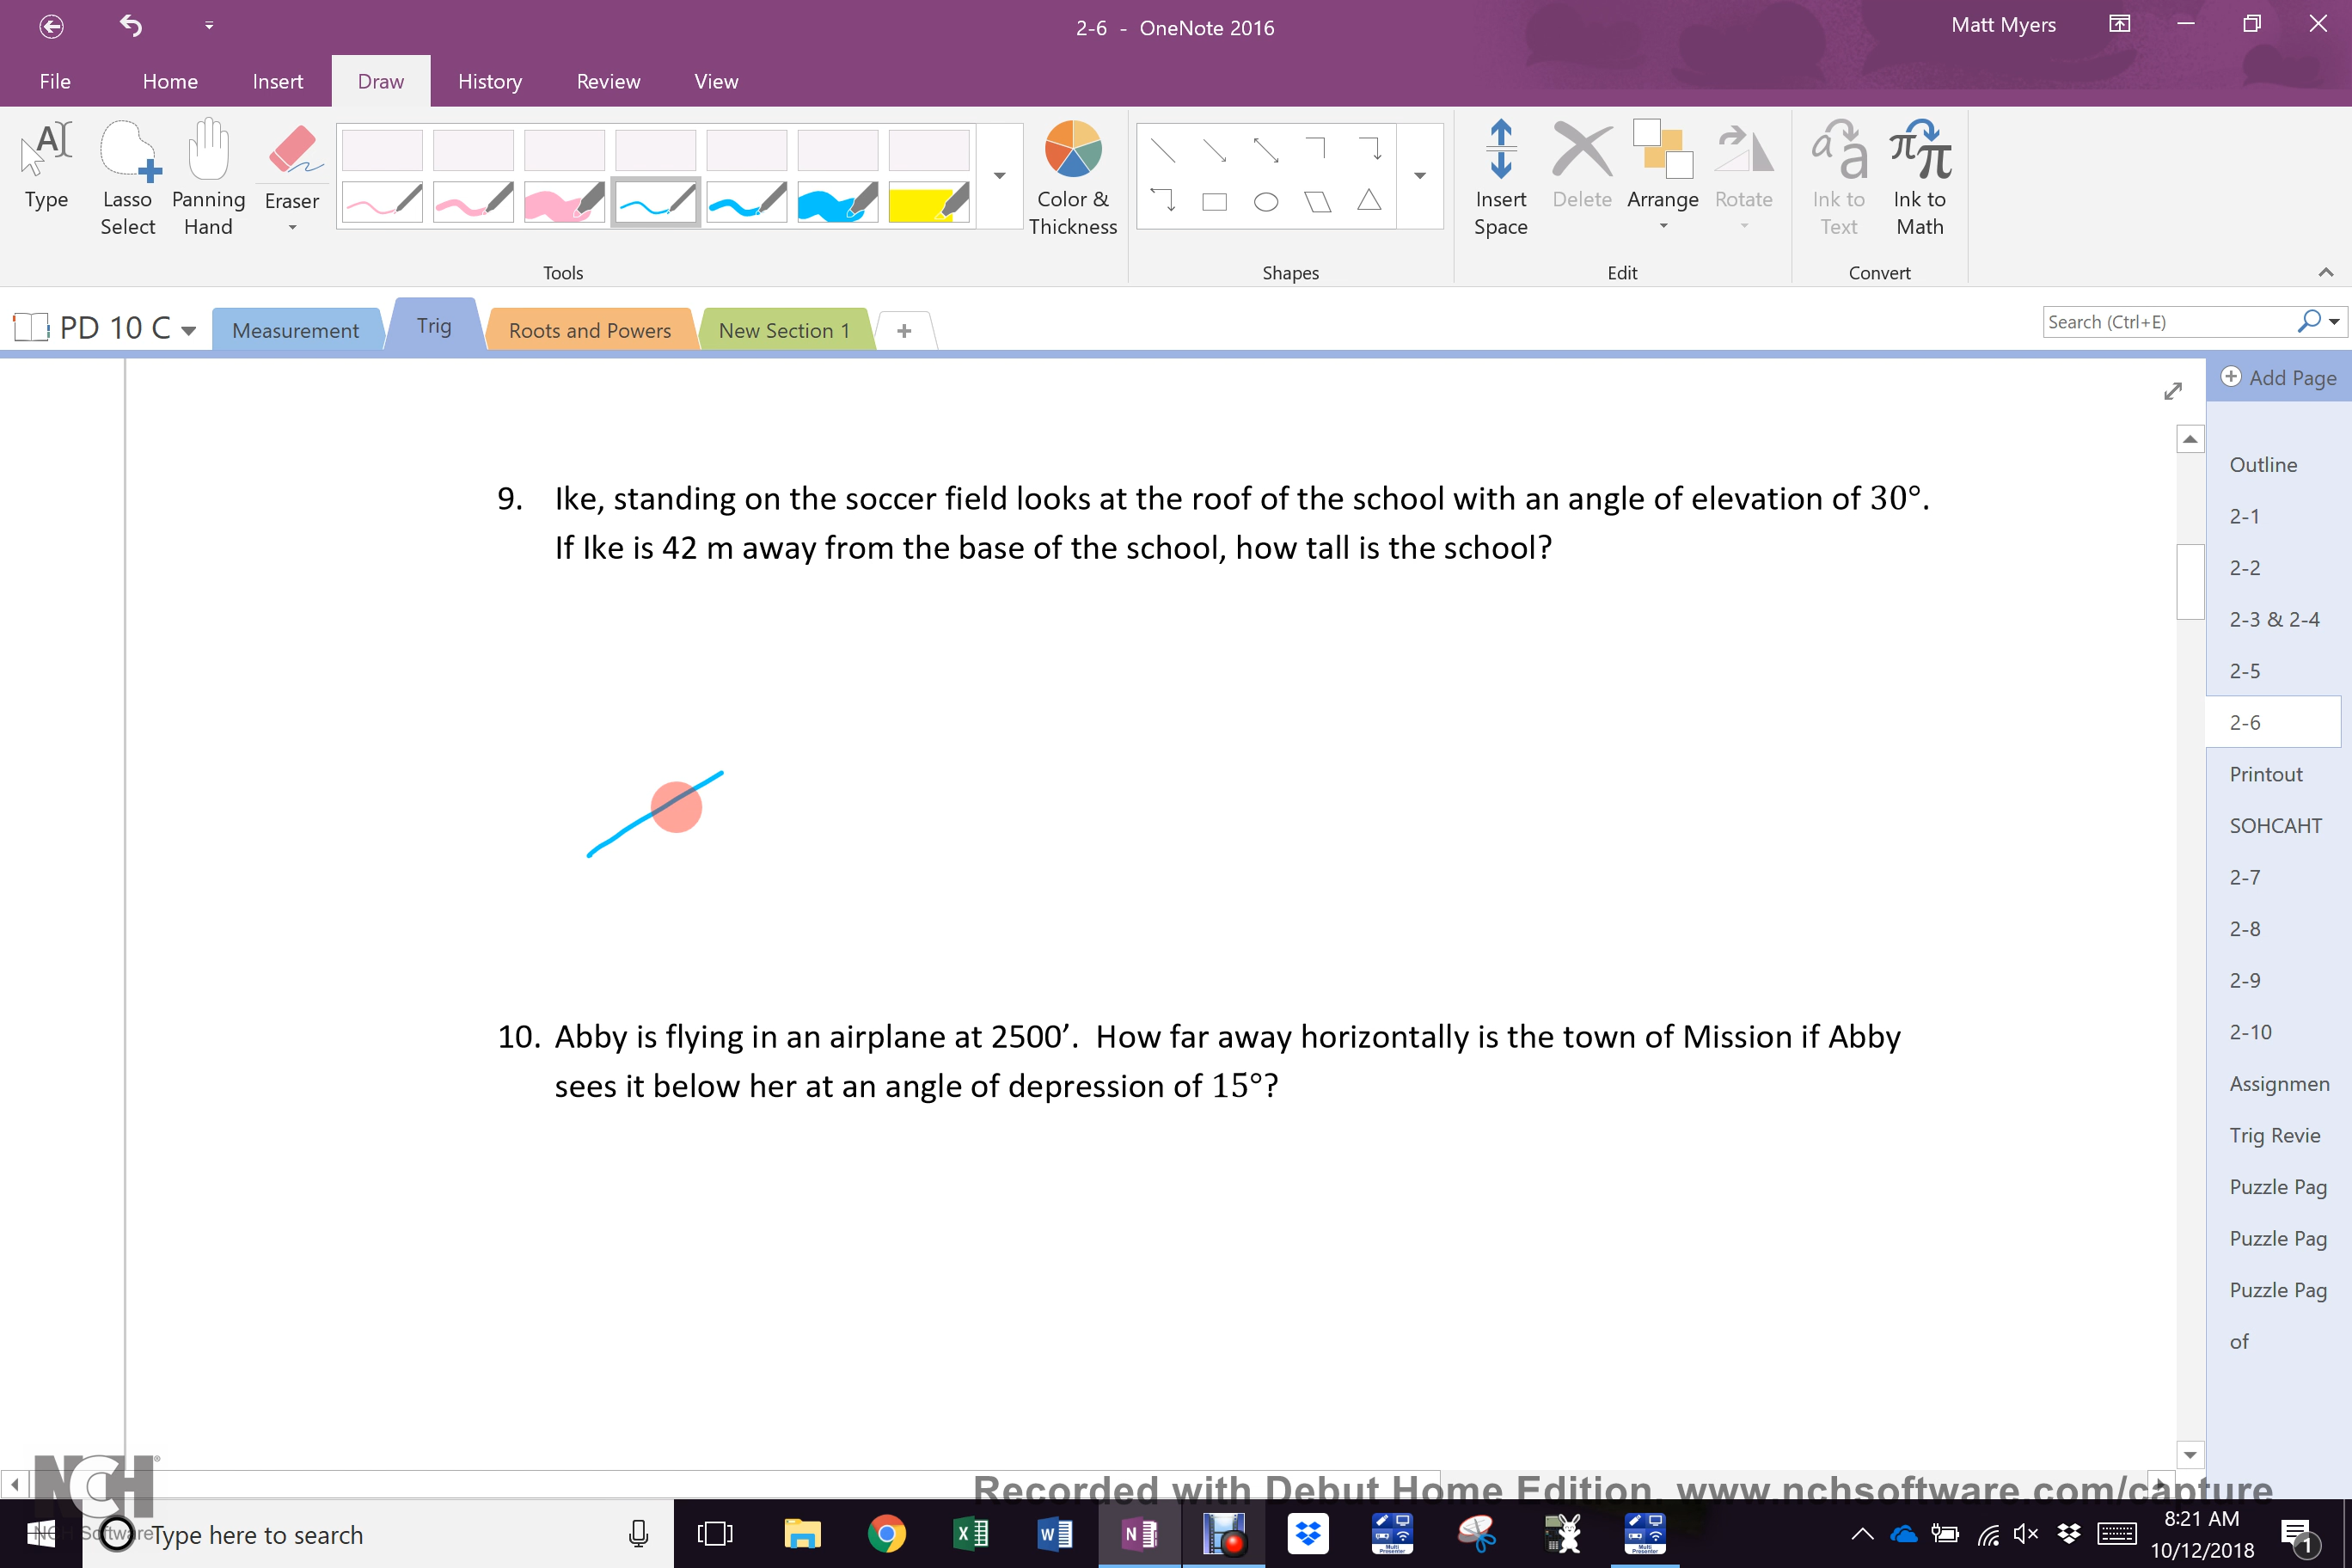 2-6 - OneNote 2016
Matt Myers
File Home Insert Draw History Review View
Type
Lasso Select
Panning Hand
Eraser
Color & Thickness
Insert Space
Delete
Arrange
Rotate
Ink to Text
Ink to Math
Tools
Shapes
Edit
Convert
PD 10 C
Measurement
Trig
Roots and Powers
New Section 1
Search (Ctrl+E)
Add Page
Outline
2-1
2-2
2-3 & 2-4
2-5
2-6
Printout
SOHCAHT
2-7
2-8
2-9
2-10
Assignmen
Trig Revie
Puzzle Pag
Puzzle Pag
Puzzle Pag
of
9. Ike, standing on the soccer field looks at the roof of the school with an angle of elevation of 30°.
If Ike is 42 m away from the base of the school, how tall is the school?
10. Abby is flying in an airplane at 2500’. How far away horizontally is the town of Mission if Abby
sees it below her at an angle of depression of 15°?
NCH®
NCH Software
Recorded with Debut Home Edition. www.nchsoftware.com/capture
Type here to search
8:21 AM
10/12/2018
1